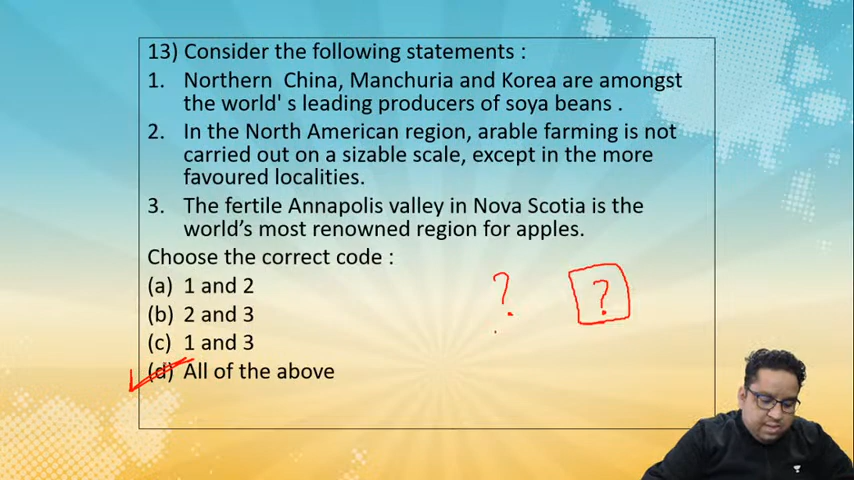 13) Consider the following statements :
1. Northern China, Manchuria and Korea are amongst
the world' s leading producers of soya beans .
2. In the North American region, arable farming is not
carried out on a sizable scale, except in the more
favoured localities.
3. The fertile Annapolis valley in Nova Scotia is the
world's most renowned region for apples.
Choose the correct code :
(a) 1 and 2
(b) 2 and 3
? ?
(c) 1 and 3
(d) All of the above